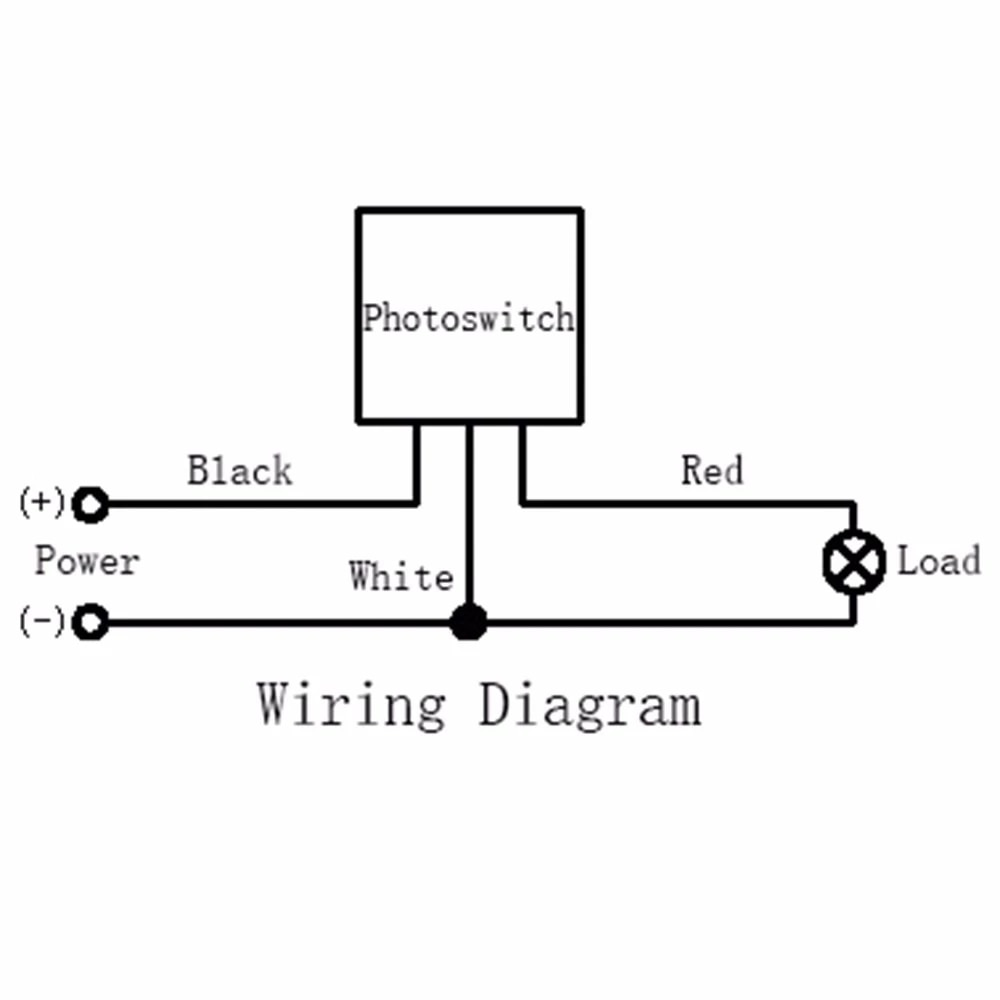 Photoswitch
Black
Red
(+)
Power
Load
White
(-)
Wiring Diagram